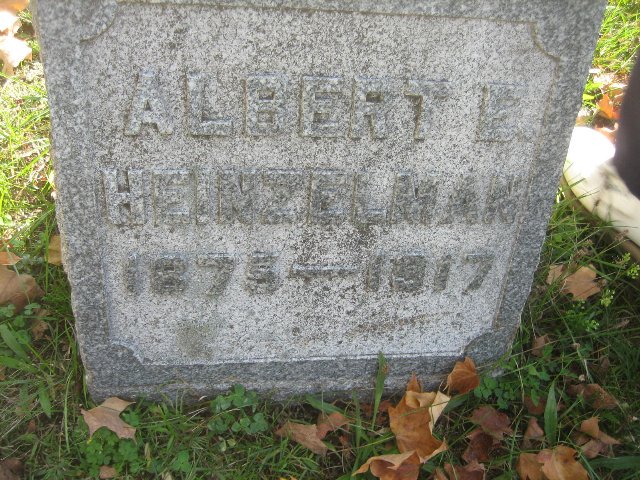 ALBERT E.
HEINZELMAN
1875—1917